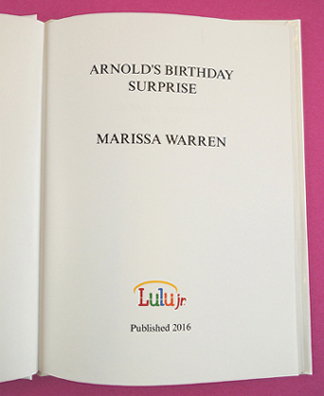 ARNOLD'S BIRTHDAY
SURPRISE
MARISSA WARREN
Lulu jr.
Published 2016